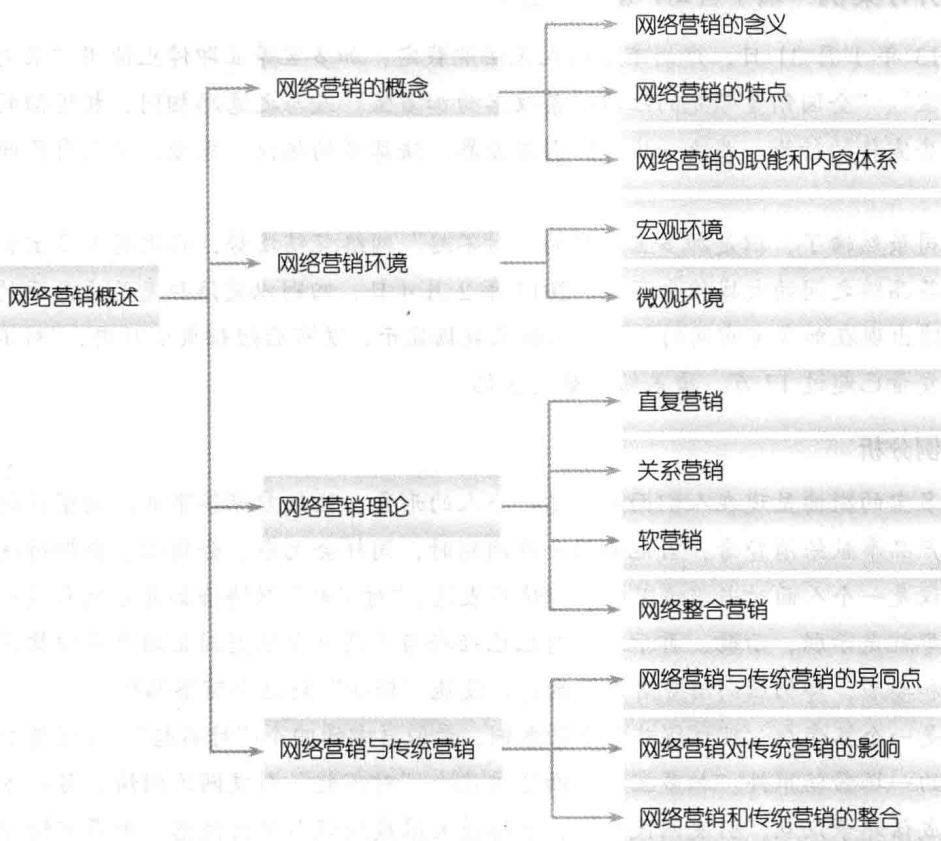 网络营销概述
网络营销的概念
网络营销的含义
网络营销的特点
网络营销的职能和内容体系
网络营销环境
宏观环境
微观环境
网络营销理论
直复营销
关系营销
软营销
网络整合营销
网络营销与传统营销
网络营销与传统营销的异同点
网络营销对传统营销的影响
网络营销和传统营销的整合